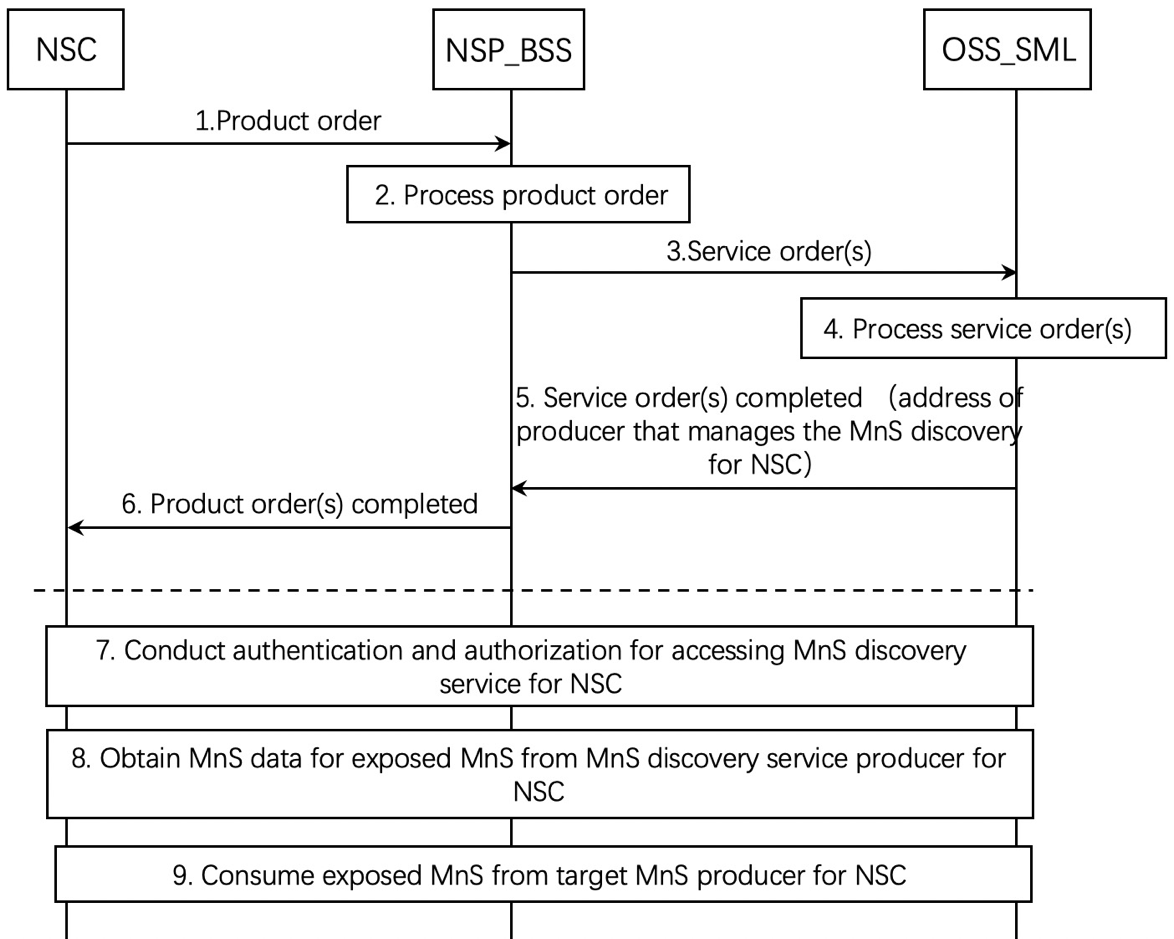 NSC
NSP_BSS
OSS_SML
1.Product order
2. Process product order
3.Service order(s)
4. Process service order(s)
5. Service order(s) completed （address of
producer that manages the MnS discovery
for NSC）
6. Product order(s) completed
7. Conduct authentication and authorization for accessing MnS discovery
service for NSC
8. Obtain MnS data for exposed MnS from MnS discovery service producer for
NSC
9. Consume exposed MnS from target MnS producer for NSC